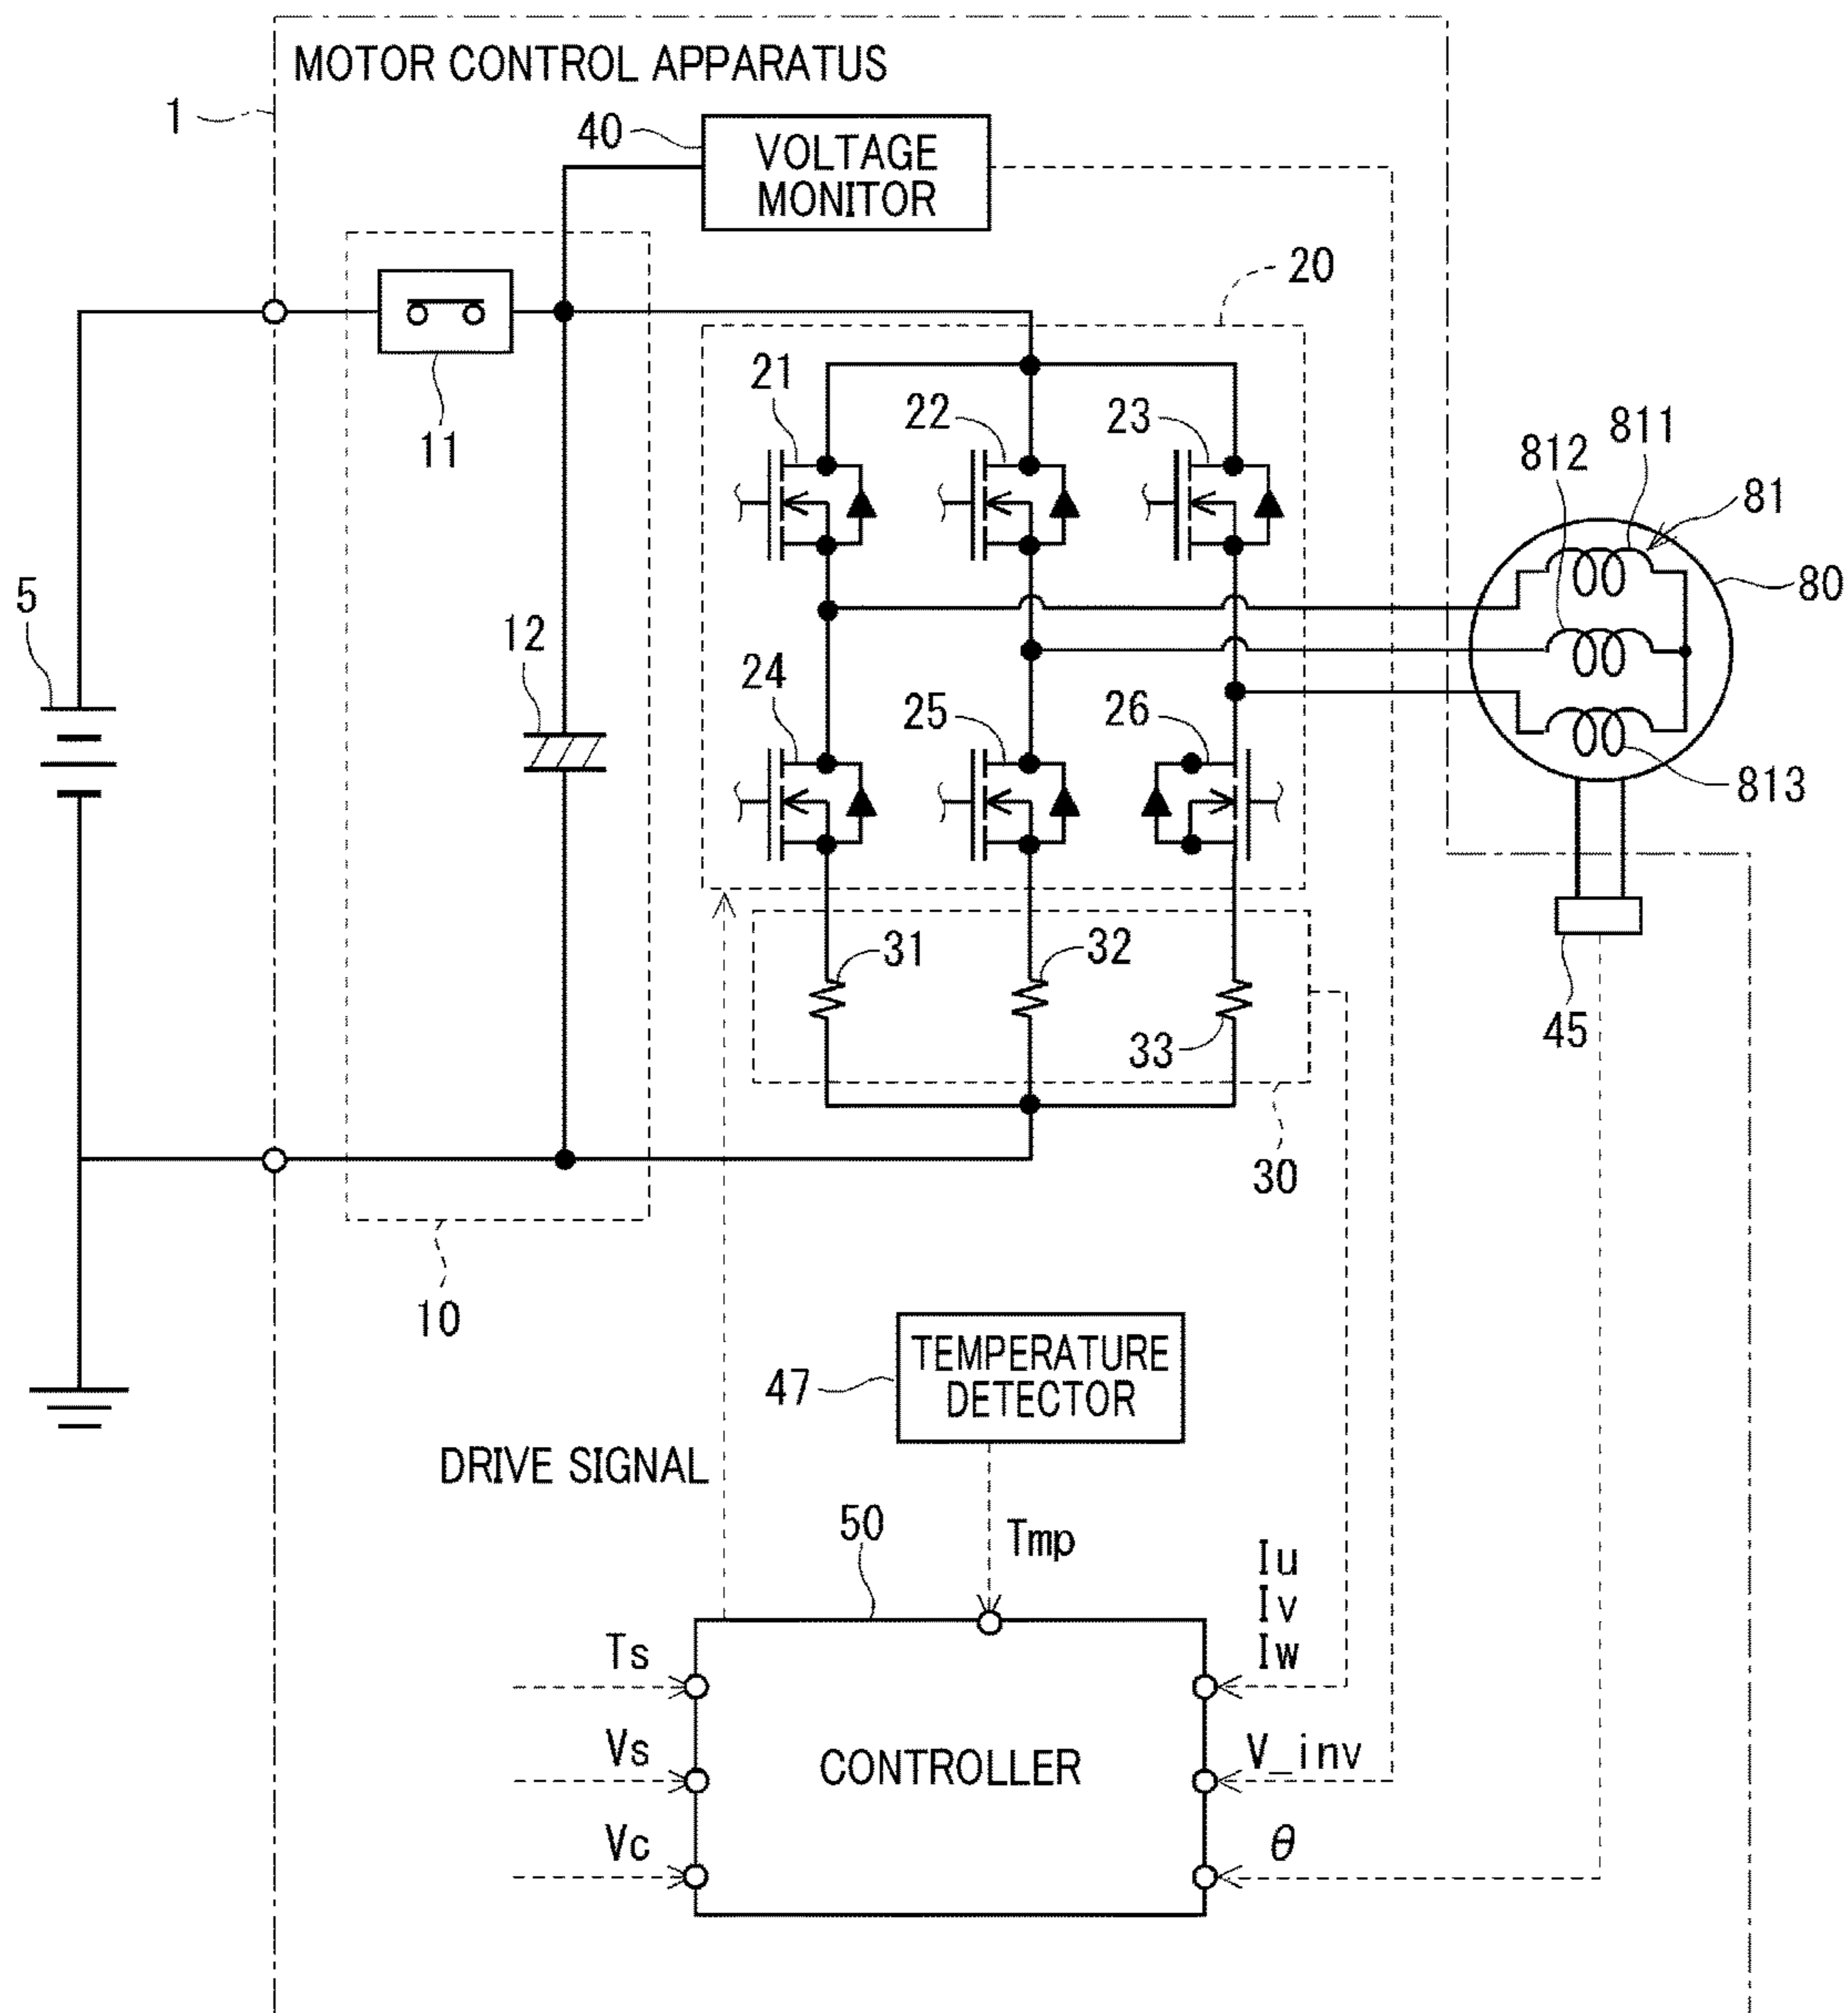 MOTOR CONTROL APPARATUS
1
40
VOLTAGE
MONITOR
20
11
21
22
23
811
812
81
80
5
12
24
25
26
813
31
32
33
45
30
10
47
TEMPERATURE
DETECTOR
DRIVE SIGNAL
50
Tmp
Iu
Iv
Iw
Ts
Vs
Vc
CONTROLLER
V_inv
θ